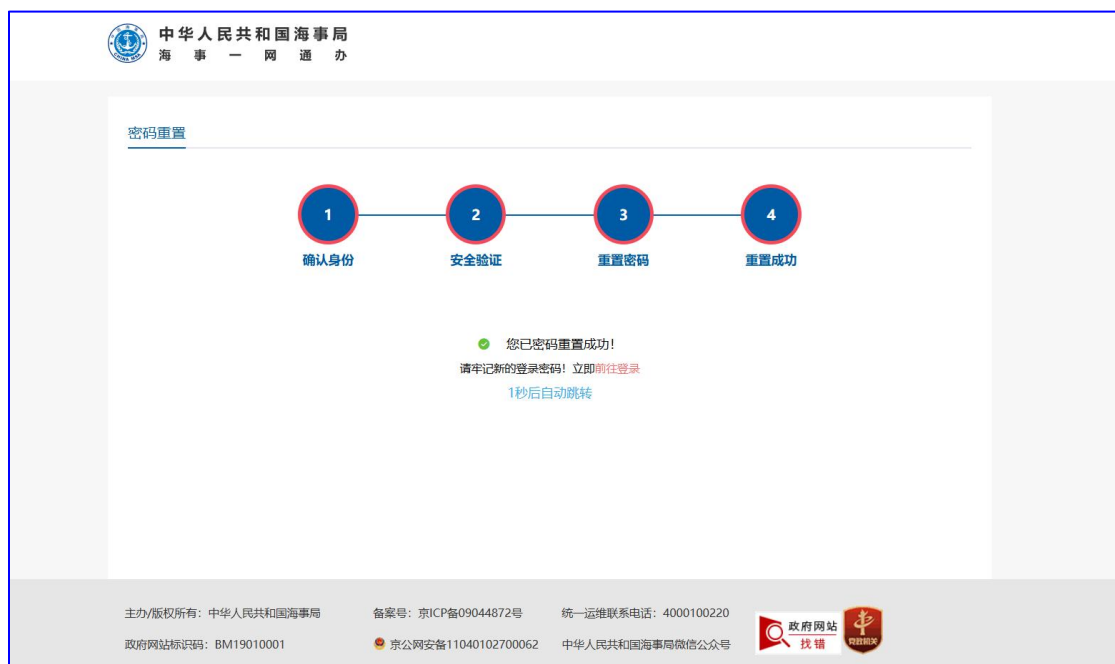 中华人民共和国海事局
海事一网通办
密码重置
1
2
3
4
确认身份
安全验证
重置密码
重置成功
您已密码重置成功！
请牢记新的登录密码！立即前往登录
1秒后自动跳转
主办/版权所有：中华人民共和国海事局 备案号：京ICP备09044872号 统一运维联系电话：4000100220
政府网站标识码：BM19010001 京公网安备11040102700062 中华人民共和国海事局微信公众号
政府网站
找错
党政机关